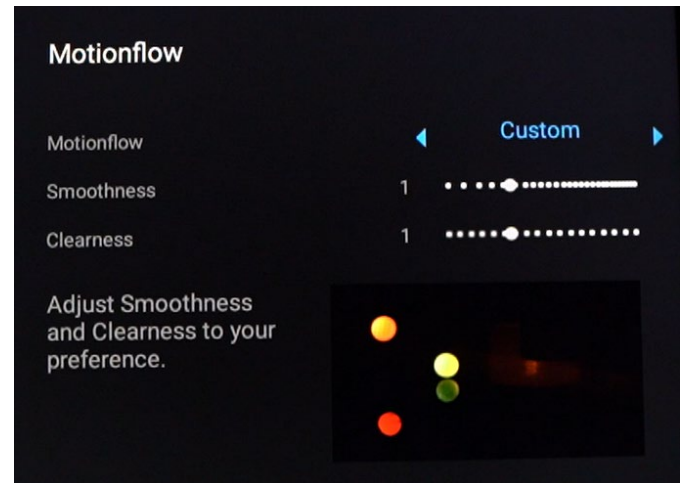 Motionflow
Motionflow Custom
Smoothness 1
Clearness 1
Adjust Smoothness
and Clearness to your
preference.